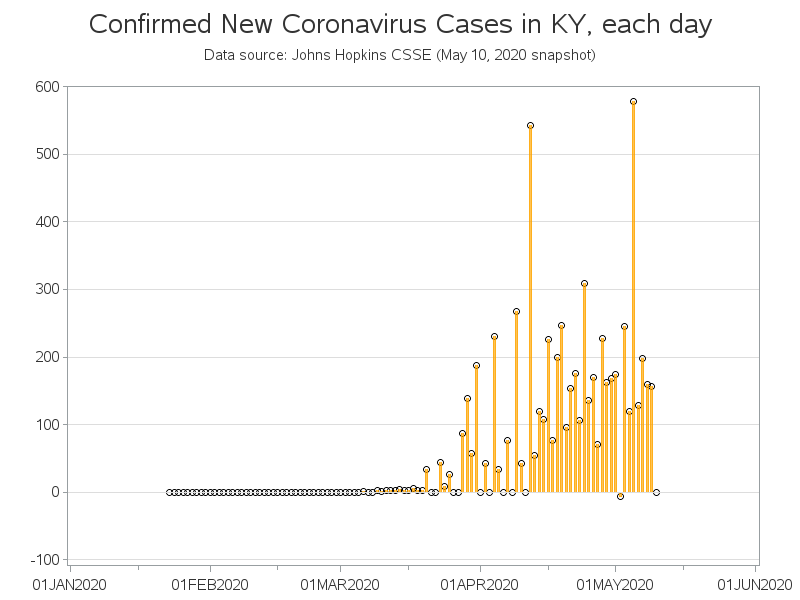 Confirmed New Coronavirus Cases in KY, each day
Data source: Johns Hopkins CSSE (May 10, 2020 snapshot)
600
500
400
300
200
100
0
-100
01JAN2020 01FEB2020 01MAR2020 01APR2020 01MAY2020 01JUN2020